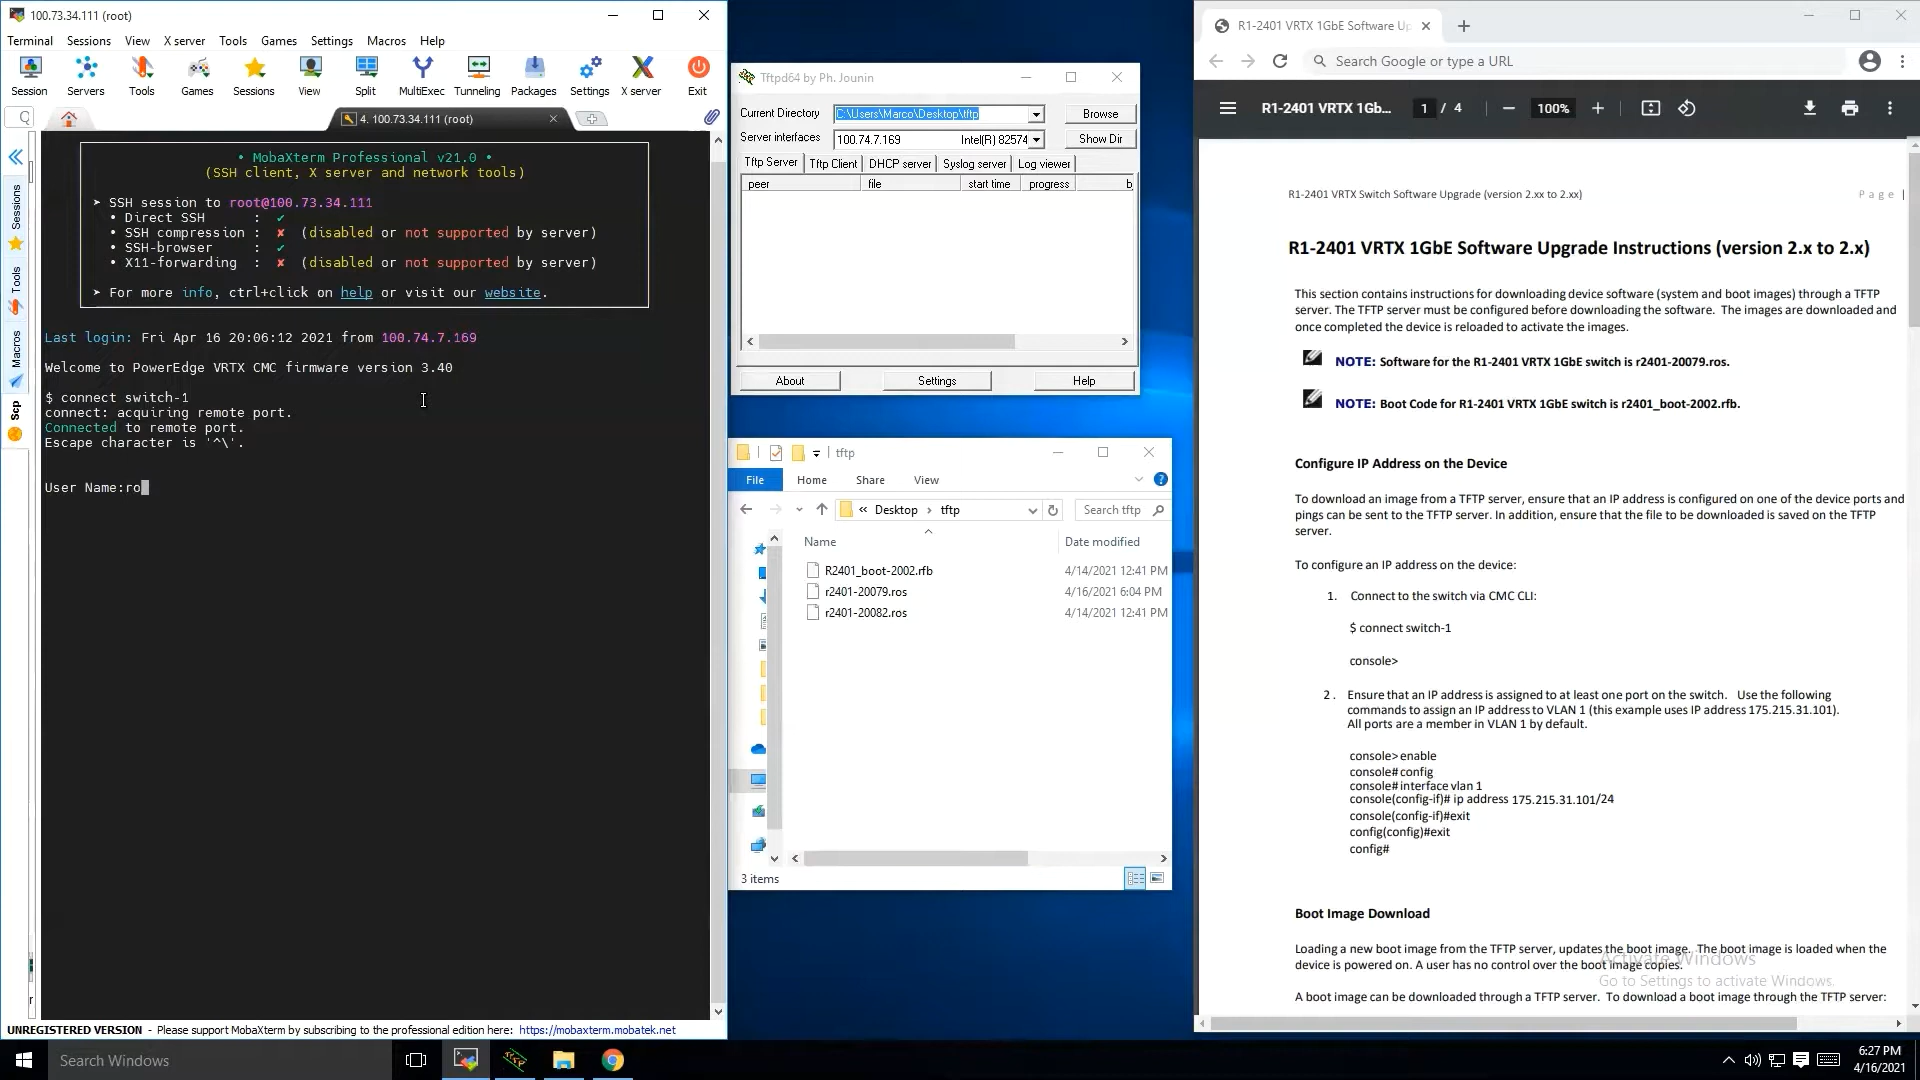 100.73.34.111 (root)
Terminal Sessions View X server Tools Games Settings Macros Help
Session Servers Tools Games Sessions View Split MultiExec Tunneling Packages Settings X server Exit
4. 100.73.34.111 (root)
Sessions
Tools
Macros
Scp
• MobaXterm Professional v21.0 •
(SSH client, X server and network tools)
➤ SSH session to root@100.73.34.111
• Direct SSH : ✔
• SSH compression : ✘ (disabled or not supported by server)
• SSH-browser : ✔
• X11-forwarding : ✘ (disabled or not supported by server)
➤ For more info, ctrl+click on help or visit our website.
Last login: Fri Apr 16 20:06:12 2021 from 100.74.7.169
Welcome to PowerEdge VRTX CMC firmware version 3.40
$ connect switch-1
connect: acquiring remote port.
Connected to remote port.
Escape character is '^\'.
User Name:ro
UNREGISTERED VERSION - Please support MobaXterm by subscribing to the professional edition here: https://mobaxterm.mobatek.net
Tftpd64 by Ph. Jounin
Current Directory C:\Users\Marco\Desktop\tftp Browse
Server interfaces 100.74.7.169 Intel(R) 82574 Show Dir
Tftp Server Tftp Client DHCP server Syslog server Log viewer
peer file start time progress b
About Settings Help
tftp
File Home Share View
« Desktop › tftp Search tftp
Name Date modified
R2401_boot-2002.rfb 4/14/2021 12:41 PM
r2401-20079.ros 4/16/2021 6:04 PM
r2401-20082.ros 4/14/2021 12:41 PM
3 items
R1-2401 VRTX 1GbE Software Up
Search Google or type a URL
R1-2401 VRTX 1Gb... 1 / 4 100%
R1-2401 VRTX Switch Software Upgrade (version 2.xx to 2.xx) Page |
R1-2401 VRTX 1GbE Software Upgrade Instructions (version 2.x to 2.x)
This section contains instructions for downloading device software (system and boot images) through a TFTP
server. The TFTP server must be configured before downloading the software. The images are downloaded and
once completed the device is reloaded to activate the images.
NOTE: Software for the R1-2401 VRTX 1GbE switch is r2401-20079.ros.
NOTE: Boot Code for R1-2401 VRTX 1GbE switch is r2401_boot-2002.rfb.
Configure IP Address on the Device
To download an image from a TFTP server, ensure that an IP address is configured on one of the device ports and
pings can be sent to the TFTP server. In addition, ensure that the file to be downloaded is saved on the TFTP
server.
To configure an IP address on the device:
1. Connect to the switch via CMC CLI:
$ connect switch-1
console>
2. Ensure that an IP address is assigned to at least one port on the switch. Use the following
commands to assign an IP address to VLAN 1 (this example uses IP address 175.215.31.101).
All ports are a member in VLAN 1 by default.
console> enable
console# config
console# interface vlan 1
console(config-if)# ip address 175.215.31.101/24
console(config-if)#exit
config(config)#exit
config#
Boot Image Download
Loading a new boot image from the TFTP server, updates the boot image. The boot image is loaded when the
device is powered on. A user has no control over the boot image copies.
A boot image can be downloaded through a TFTP server. To download a boot image through the TFTP server:
Activate Windows
Go to Settings to activate Windows.
Search Windows
6:27 PM
4/16/2021